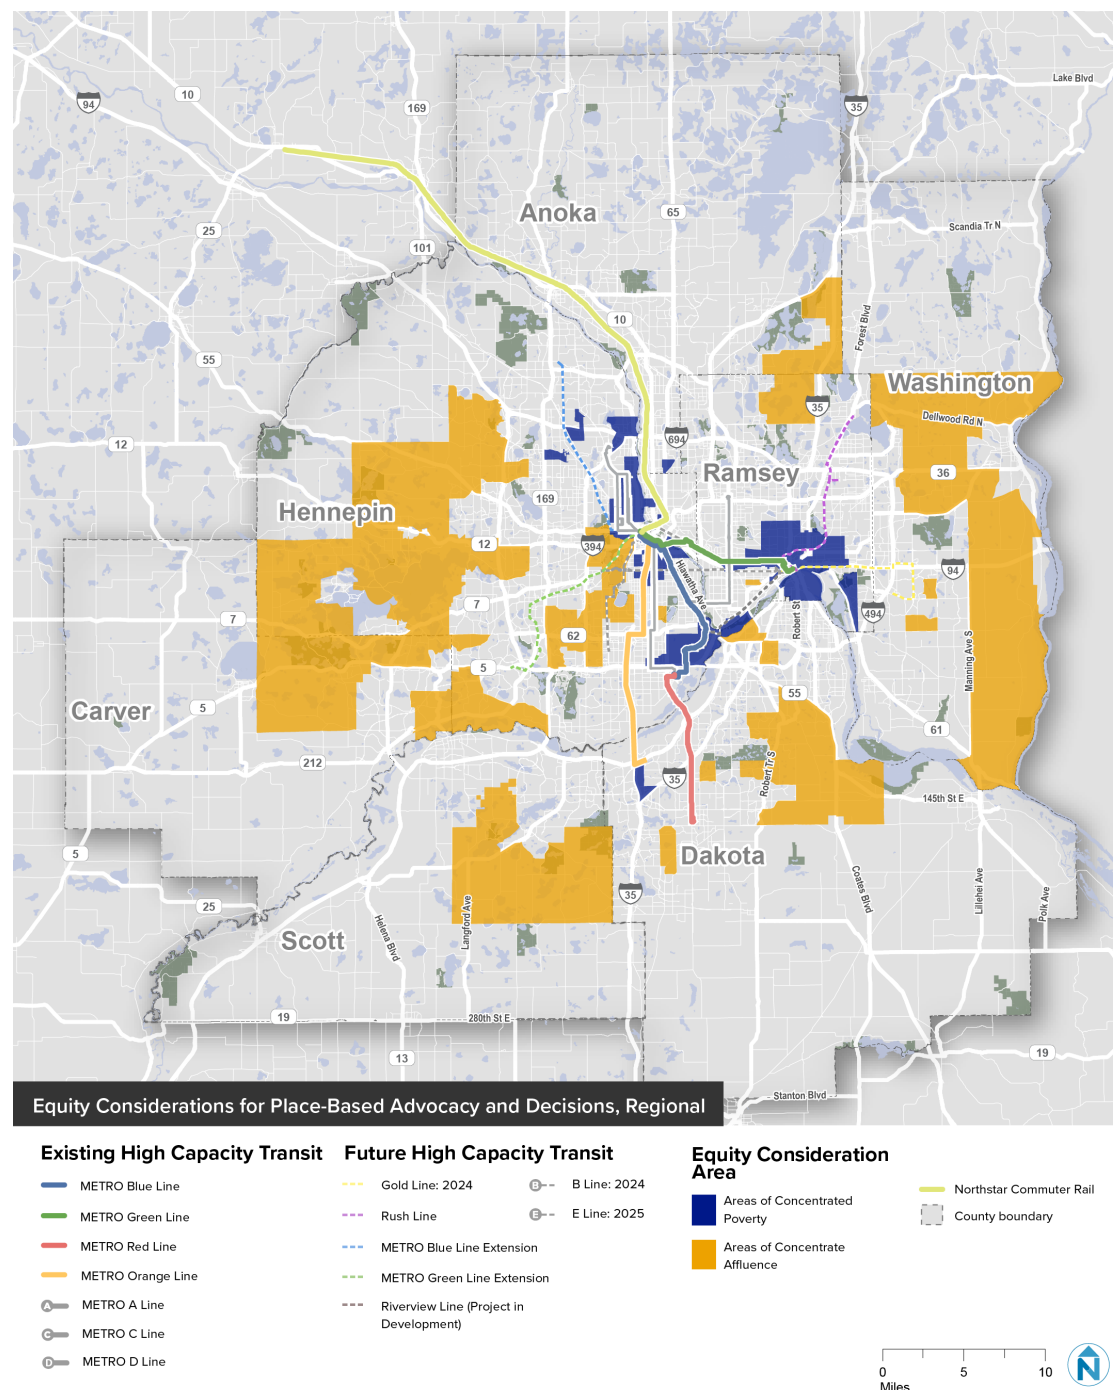 Lake Blvd
94
10
169
35
Anoka
65
25
Scandia Tr N
101
10
Forest Blvd
55
Washington
35
Dellwood Rd N
12
694
Ramsey
36
169
Hennepin
394
12
94
Hiawatha Ave
7
494
Robert St
7
62
Manning Ave S
5
55
Carver
5
61
212
35
Robert Tr S
145th St E
5
Dakota
35
Coates Blvd
Lillehei Ave
Polk Ave
25
Langford Ave
Helena Blvd
Scott
19
280th St E
13
19
Stanton Blvd
Equity Considerations for Place-Based Advocacy and Decisions, Regional
Existing High Capacity Transit
METRO Blue Line
METRO Green Line
METRO Red Line
METRO Orange Line
A METRO A Line
C METRO C Line
D METRO D Line
Future High Capacity Transit
Gold Line: 2024
Rush Line
METRO Blue Line Extension
METRO Green Line Extension
Riverview Line (Project in
Development)
B B Line: 2024
E E Line: 2025
Equity Consideration
Area
Areas of Concentrated
Poverty
Areas of Concentrate
Affluence
Northstar Commuter Rail
County boundary
0 5 10
Miles
N